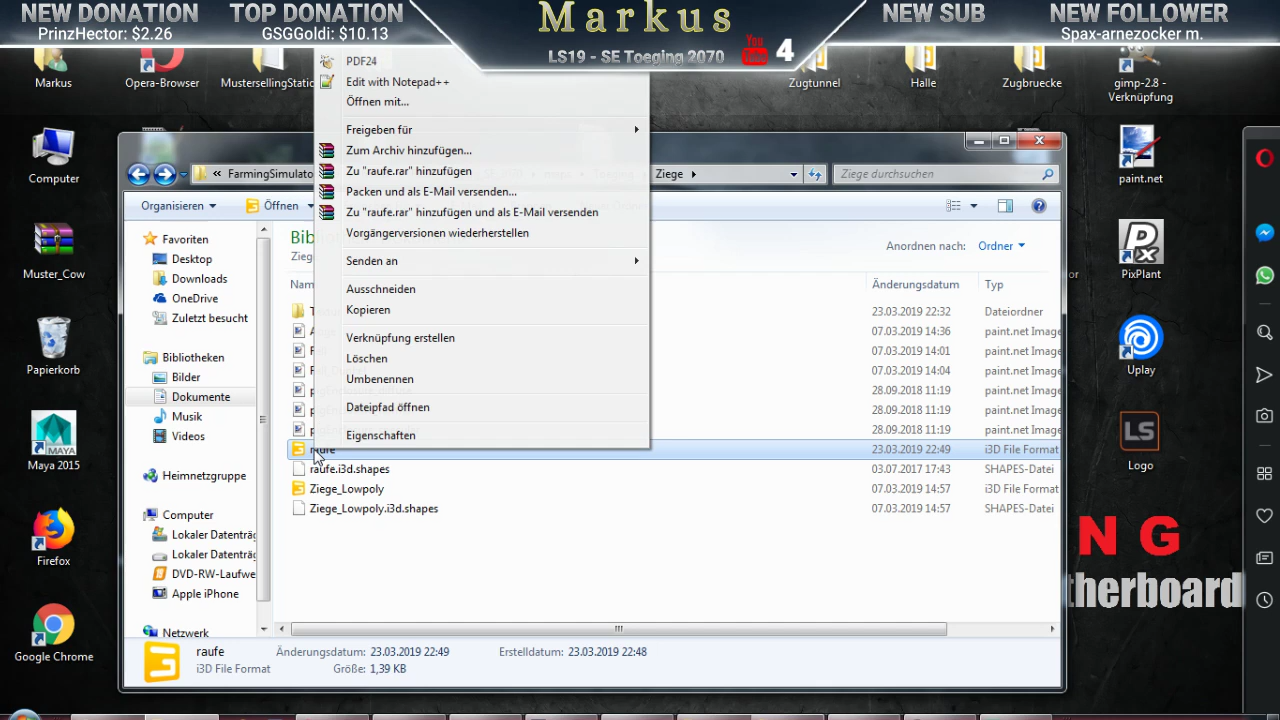 NEW DONATION
PrinzHector: $2.26
TOP DONATION
GSGGoldi: $10.13
Markus
LS19 - SE Toeging 2070
You
4
NEW SUB
NEW FOLLOWER
Spax-arnezocker m.
Markus
Opera-Browser
MustersellingStatio
Zugtunnel
Halle
Zugbruecke
gimp-2.8 -
Verknüpfung
Computer
Muster_Cow
Papierkorb
MAYA
Maya 2015
Firefox
Google Chrome
paint.net
PixPlant
Uplay
LS
Logo
N G
therboard
« FarmingSimulato
Ziege
Ziege durchsuchen
Organisieren
Öffnen
Bib
Zieg
Anordnen nach: Ordner
Nam
Änderungsdatum
Typ
23.03.2019 22:32 Dateiordner
07.03.2019 14:36 paint.net Image
07.03.2019 14:01 paint.net Image
07.03.2019 14:04 paint.net Image
28.09.2018 11:19 paint.net Image
28.09.2018 11:19 paint.net Image
28.09.2018 11:19 paint.net Image
raufe 23.03.2019 22:49 i3D File Format
raufe.i3d.shapes 03.07.2017 17:43 SHAPES-Datei
Ziege_Lowpoly 07.03.2019 14:57 i3D File Format
Ziege_Lowpoly.i3d.shapes 07.03.2019 14:57 SHAPES-Datei
Favoriten
Desktop
Downloads
OneDrive
Zuletzt besucht
Bibliotheken
Bilder
Dokumente
Musik
Videos
Heimnetzgruppe
Computer
Lokaler Datenträg
Lokaler Datenträg
DVD-RW-Laufwe
Apple iPhone
Netzwerk
PDF24
Edit with Notepad++
Öffnen mit...
Freigeben für
Zum Archiv hinzufügen...
Zu "raufe.rar" hinzufügen
Packen und als E-Mail versenden...
Zu "raufe.rar" hinzufügen und als E-Mail versenden
Vorgängerversionen wiederherstellen
Senden an
Ausschneiden
Kopieren
Verknüpfung erstellen
Löschen
Umbenennen
Dateipfad öffnen
Eigenschaften
raufe
i3D File Format
Änderungsdatum: 23.03.2019 22:49
Größe: 1,39 KB
Erstelldatum: 23.03.2019 22:48